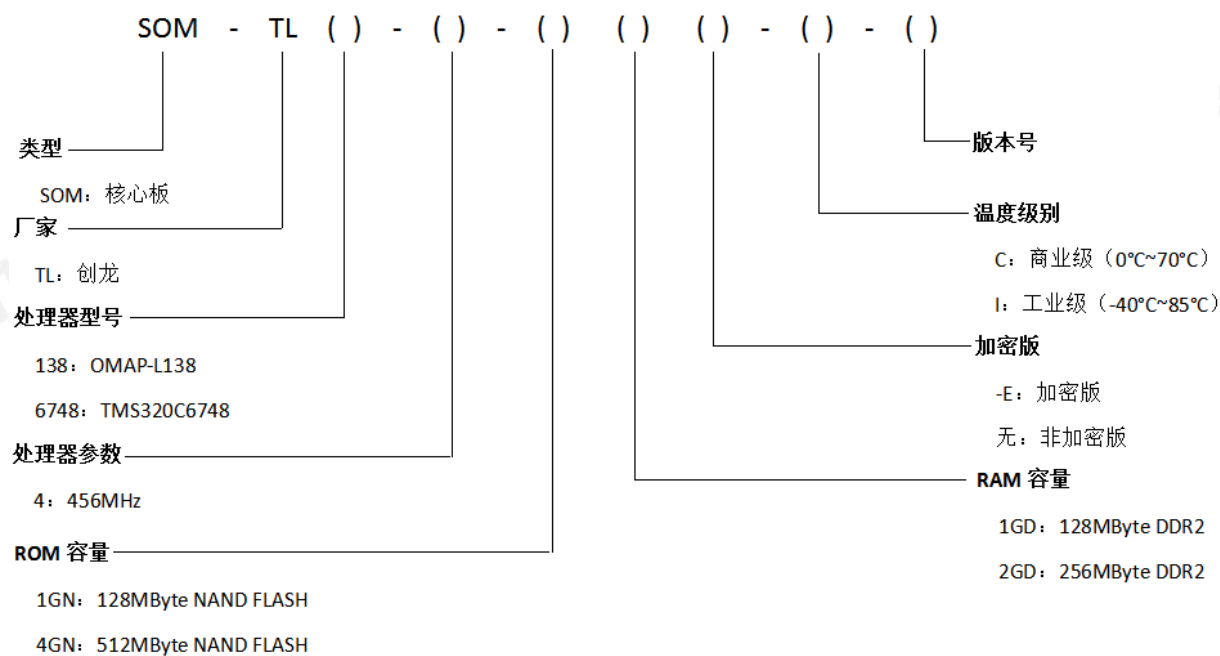 SOM - TL ( ) - ( ) - ( ) ( ) ( ) - ( ) - ( )
类型
SOM：核心板
厂家
TL：创龙
处理器型号
138：OMAP-L138
6748：TMS320C6748
处理器参数
4：456MHz
ROM 容量
1GN：128MByte NAND FLASH
4GN：512MByte NAND FLASH
版本号
温度级别
C：商业级（0°C~70°C）
I：工业级（-40°C~85°C）
加密版
-E：加密版
无：非加密版
RAM 容量
1GD：128MByte DDR2
2GD：256MByte DDR2